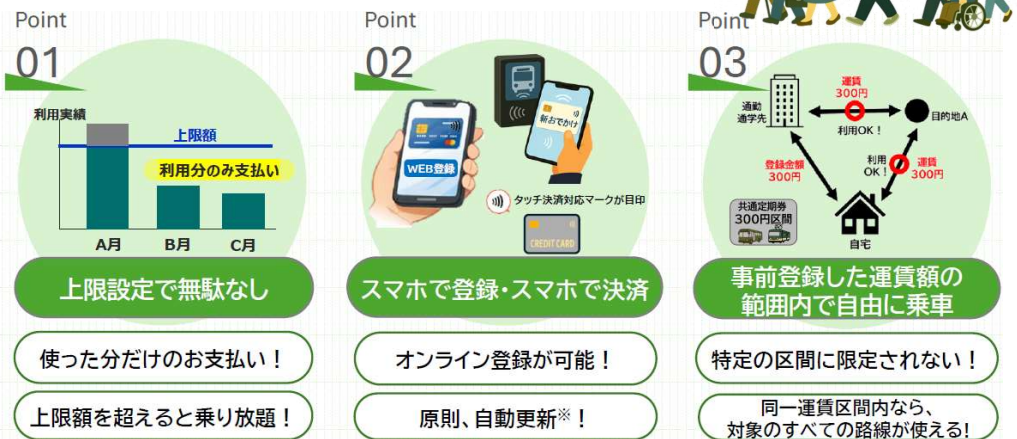 Point
01
利用実績
上限額
利用分のみ支払い
A月 B月 C月
上限設定で無駄なし
使った分だけのお支払い！
上限額を超えると乗り放題！
Point
02
WEB登録
新おでかけ
タッチ決済対応マークが目印
CREDIT CARD
スマホで登録・スマホで決済
オンライン登録が可能！
原則、自動更新※！
Point
03
通勤
通学先
運賃
300円
利用OK！
目的地A
登録金額
300円
利用
OK！
運賃
300円
共通定期券
300円区間
自宅
事前登録した運賃額の
範囲内で自由に乗車
特定の区間に限定されない！
同一運賃区間内なら、
対象のすべての路線が使える!